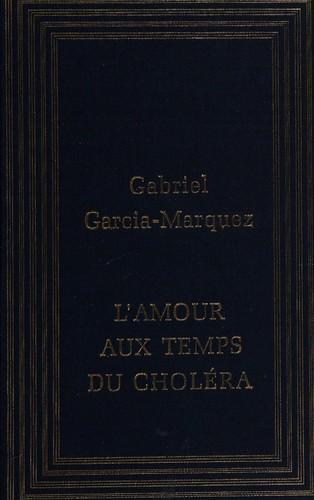 Gabriel
Garcia-Marquez
L'AMOUR
AUX TEMPS
DU CHOLÉRA